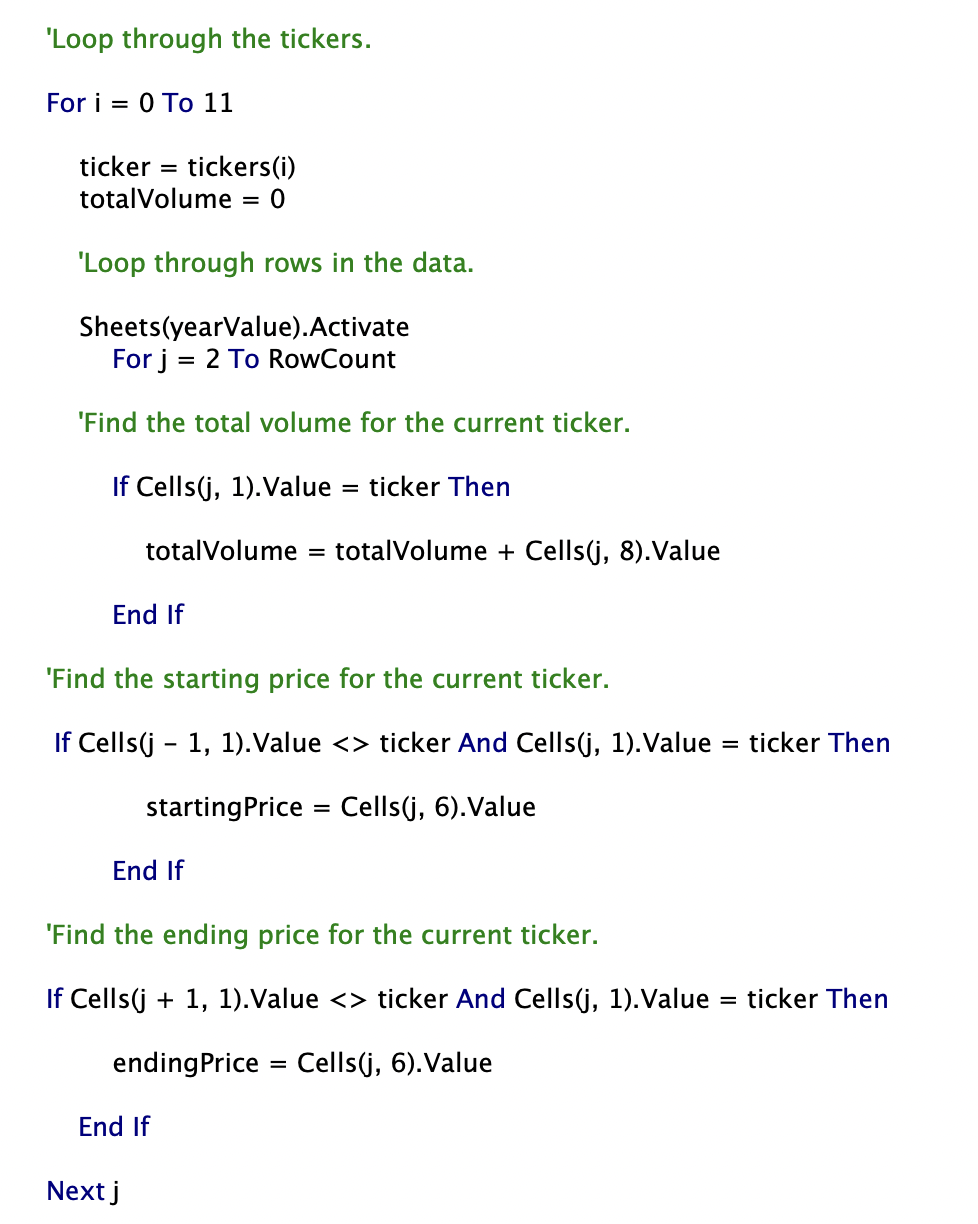 'Loop through the tickers.
For i = 0 To 11
ticker = tickers(i)
totalVolume = 0
'Loop through rows in the data.
Sheets(yearValue).Activate
For j = 2 To RowCount
'Find the total volume for the current ticker.
If Cells(j, 1).Value = ticker Then
totalVolume = totalVolume + Cells(j, 8).Value
End If
'Find the starting price for the current ticker.
If Cells(j - 1, 1).Value <> ticker And Cells(j, 1).Value = ticker Then
startingPrice = Cells(j, 6).Value
End If
'Find the ending price for the current ticker.
If Cells(j + 1, 1).Value <> ticker And Cells(j, 1).Value = ticker Then
endingPrice = Cells(j, 6).Value
End If
Next j